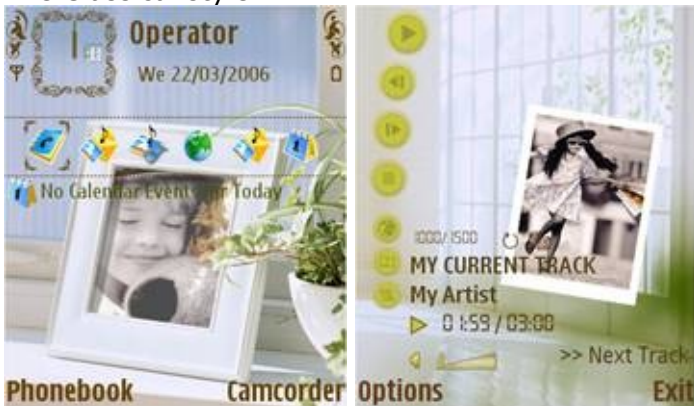 Operator
We 22/03/2006
No Calendar Events for Today
Phonebook
Camcorder
1000/1500
MY CURRENT TRACK
My Artist
01:59 / 03:00
>> Next Track
Options
Exit